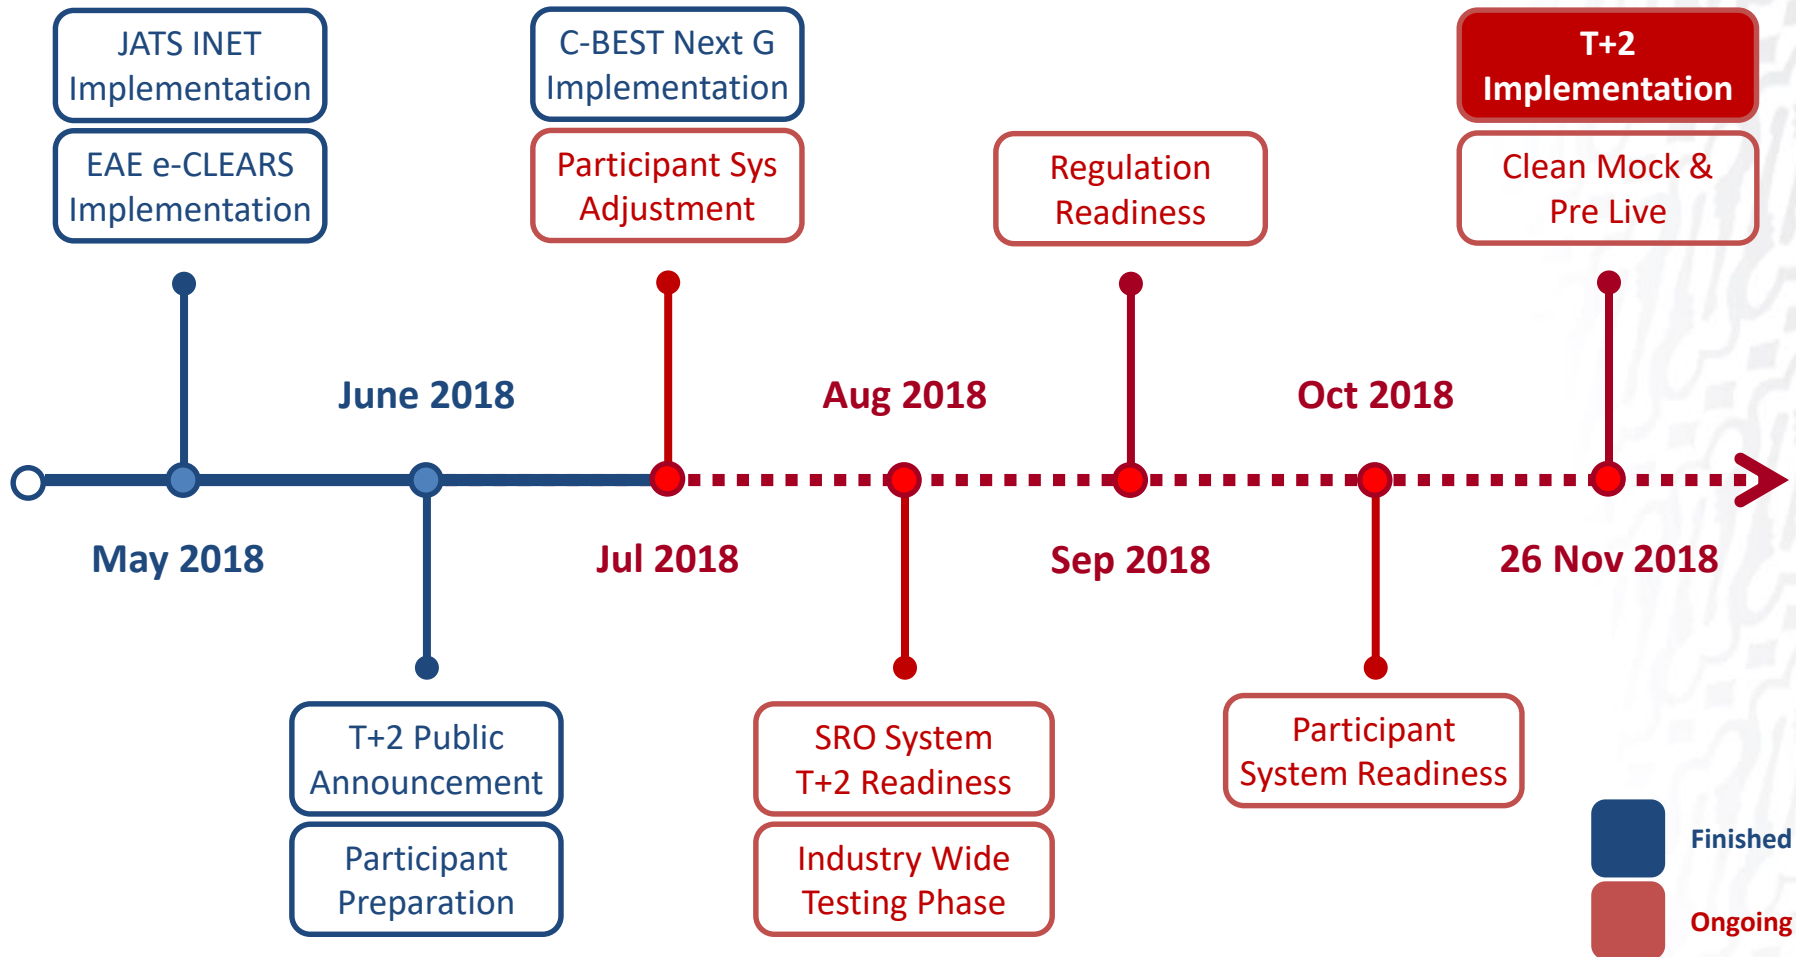 JATS INET
Implementation
EAE e-CLEARS
Implementation
C-BEST Next G
Implementation
Participant Sys
Adjustment
Regulation
Readiness
T+2
Implementation
Clean Mock &
Pre Live
June 2018
Aug 2018
Oct 2018
May 2018
Jul 2018
Sep 2018
26 Nov 2018
T+2 Public
Announcement
Participant
Preparation
SRO System
T+2 Readiness
Industry Wide
Testing Phase
Participant
System Readiness
Finished
Ongoing